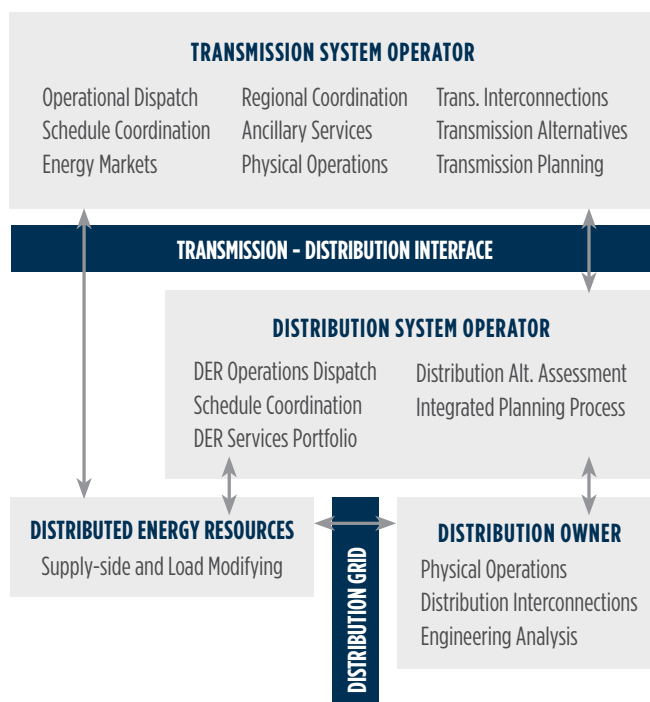 TRANSMISSION SYSTEM OPERATOR
Operational Dispatch
Schedule Coordination
Energy Markets
Regional Coordination
Ancillary Services
Physical Operations
Trans. Interconnections
Transmission Alternatives
Transmission Planning
TRANSMISSION – DISTRIBUTION INTERFACE
DISTRIBUTION SYSTEM OPERATOR
DER Operations Dispatch
Schedule Coordination
DER Services Portfolio
Distribution Alt. Assessment
Integrated Planning Process
DISTRIBUTED ENERGY RESOURCES
Supply-side and Load Modifying
DISTRIBUTION GRID
DISTRIBUTION OWNER
Physical Operations
Distribution Interconnections
Engineering Analysis